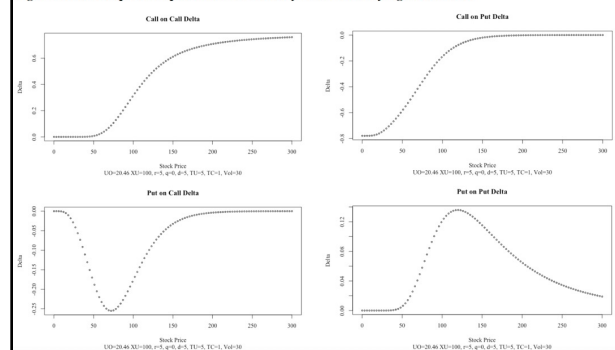 Call on Call Delta
Delta
0.0
0.2
0.4
0.6
0
50
100
150
200
250
300
Stock Price
UO=20.46 XU=100, r=5, q=0, d=5, TU=5, TC=1, Vol=30
Call on Put Delta
Delta
-0.8
-0.6
-0.4
-0.2
0.0
0
50
100
150
200
250
300
Stock Price
UO=20.46 XU=100, r=5, q=0, d=5, TU=5, TC=1, Vol=30
Put on Call Delta
Delta
-0.25
-0.20
-0.15
-0.10
-0.05
0.00
0
50
100
150
200
250
300
Stock Price
UO=20.46 XU=100, r=5, q=0, d=5, TU=5, TC=1, Vol=30
Put on Put Delta
Delta
0.00
0.04
0.08
0.12
0
50
100
150
200
250
300
Stock Price
UO=20.46 XU=100, r=5, q=0, d=5, TU=5, TC=1, Vol=30